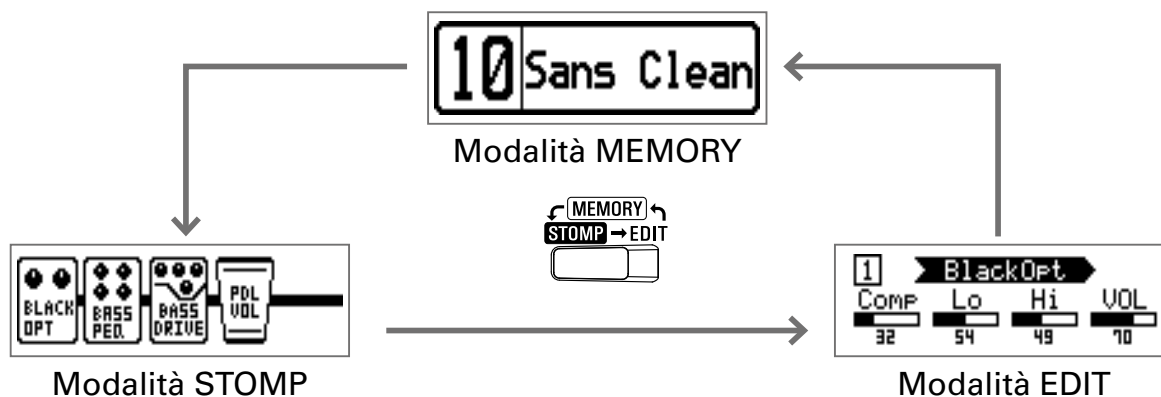 10 Sans Clean
Modalità MEMORY
MEMORY
STOMP → EDIT
BLACK OPT
BASS PED.
BASS DRIVE
PDL VOL
Modalità STOMP
1 BlackOpt
Comp Lo Hi VOL
32 54 49 70
Modalità EDIT